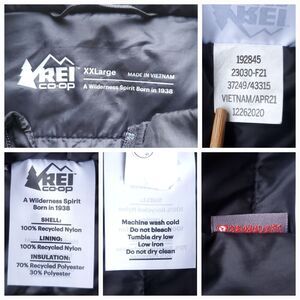 REI
co·op
XXLarge
MADE IN VIETNAM
A Wilderness Spirit Born in 1938
192845
23030-F21
37249/43315
VIETNAM/APR21
12262020
REI
CO·OP
A Wilderness Spirit
Born in 1938
SHELL:
100% Recycled Nylon
LINING:
100% Recycled Nylon
INSULATION:
70% Recycled Polyester
30% Polyester
Machine wash cold
Do not bleach
Tumble dry low
Low iron
Do not dry clean